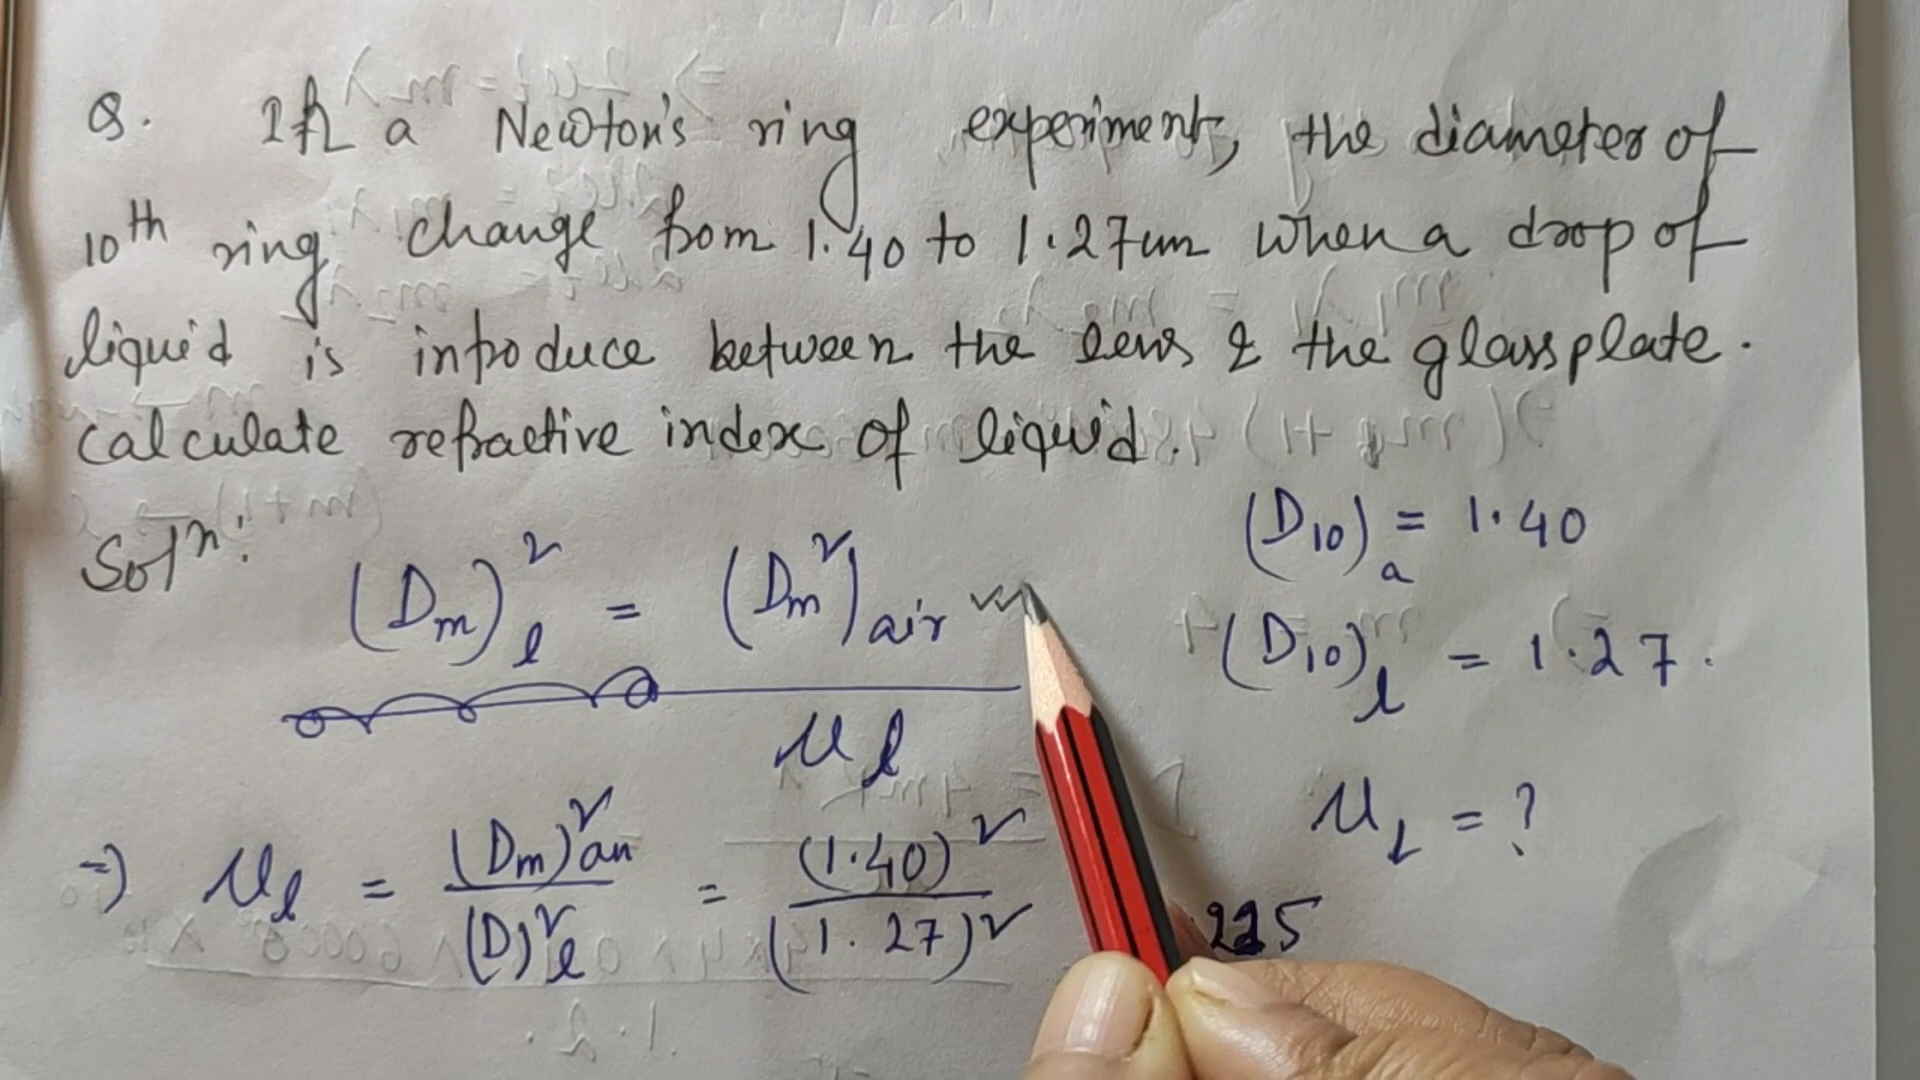 Q. In a Newton's ring experiment, the diameter of
10th ring change from 1.40 to 1.27cm when a drop of
liquid is introduce between the lens & the glass plate.
Calculate refractive index of liquid.
Solⁿ:
(Dm)²l = (Dm²)air
μl
(D10)a = 1.40
(D10)l = 1.27.
μl = ?
=) μl = (Dm)²air / (D)²l = (1.40)² / (1.27)² 225